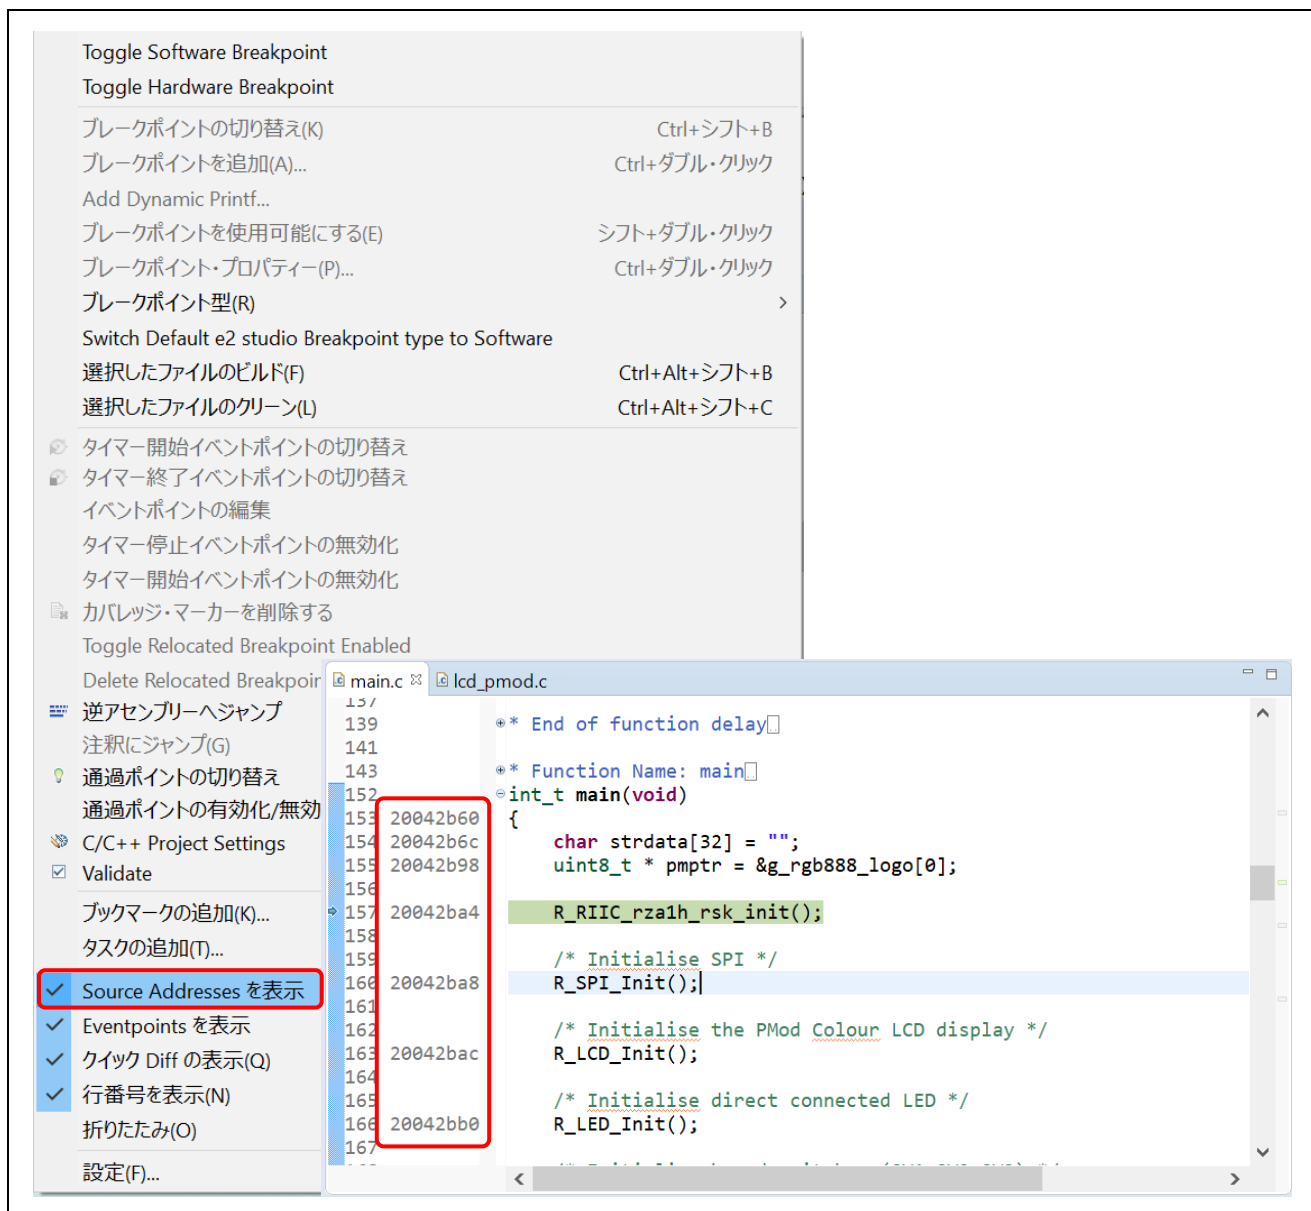 Toggle Software Breakpoint
Toggle Hardware Breakpoint
ブレークポイントの切り替え(K) Ctrl+シフト+B
ブレークポイントを追加(A)... Ctrl+ダブル・クリック
Add Dynamic Printf...
ブレークポイントを使用可能にする(E) シフト+ダブル・クリック
ブレークポイント・プロパティー(P)... Ctrl+ダブル・クリック
ブレークポイント型(R)
Switch Default e2 studio Breakpoint type to Software
選択したファイルのビルド(F) Ctrl+Alt+シフト+B
選択したファイルのクリーン(L) Ctrl+Alt+シフト+C
タイマー開始イベントポイントの切り替え
タイマー終了イベントポイントの切り替え
イベントポイントの編集
タイマー停止イベントポイントの無効化
タイマー開始イベントポイントの無効化
カバレッジ・マーカーを削除する
Toggle Relocated Breakpoint Enabled
Delete Relocated Breakpoin
逆アセンブリーへジャンプ
注釈にジャンプ(G)
通過ポイントの切り替え
通過ポイントの有効化/無効
C/C++ Project Settings
Validate
ブックマークの追加(K)...
タスクの追加(T)...
Source Addresses を表示
Eventpoints を表示
クイック Diff の表示(Q)
行番号を表示(N)
折りたたみ(O)
設定(F)...
main.c lcd_pmod.c
137
139 * End of function delay
141
143 * Function Name: main
152 int_t main(void)
153 20042b60 {
154 20042b6c char strdata[32] = "";
155 20042b98 uint8_t * pmptr = &g_rgb888_logo[0];
156
157 20042ba4 R_RIIC_rza1h_rsk_init();
158
159 /* Initialise SPI */
160 20042ba8 R_SPI_Init();
161
162 /* Initialise the PMod Colour LCD display */
163 20042bac R_LCD_Init();
164
165 /* Initialise direct connected LED */
166 20042bb0 R_LED_Init();
167